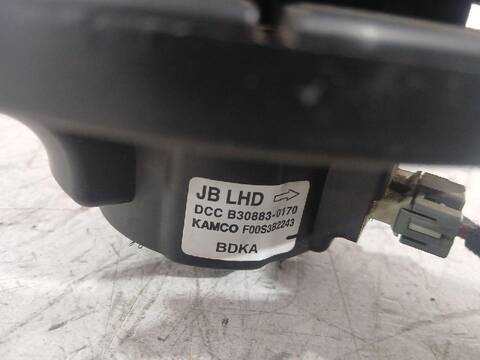 JB LHD
DCC B30883-0170
KAMCO F00S3B2243
BDKA